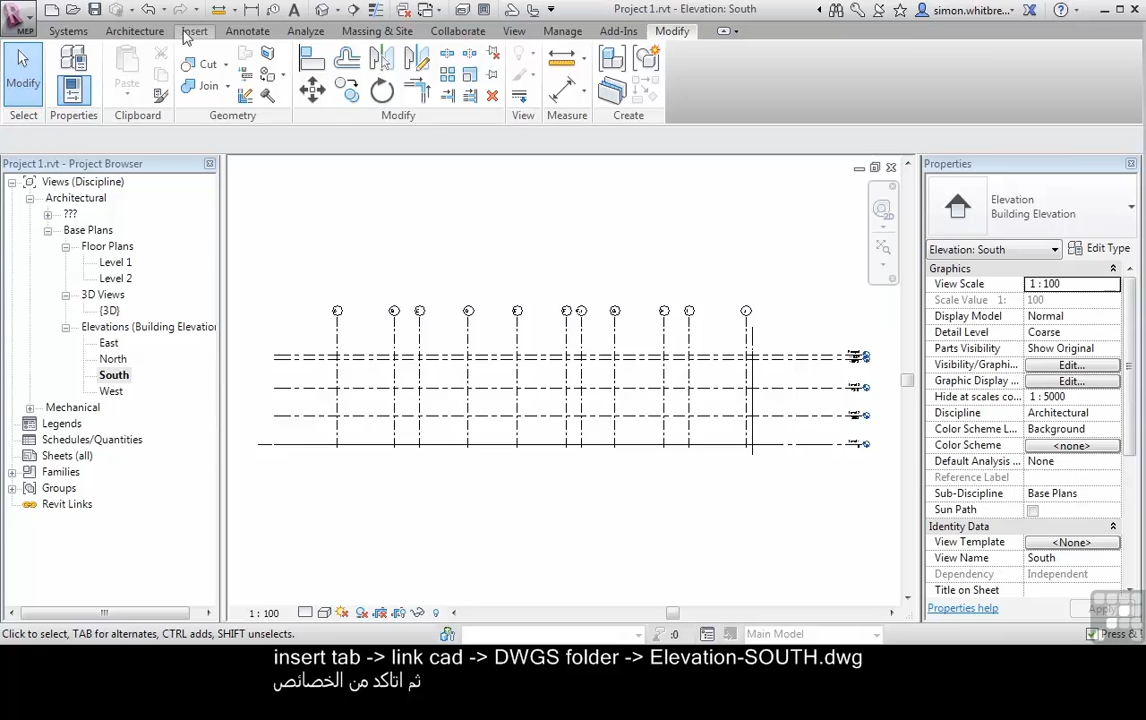 Project 1.rvt - Elevation: South
simon.whitbre...
MEP
Systems Architecture Insert Annotate Analyze Massing & Site Collaborate View Manage Add-Ins Modify
Modify
Paste
Cut
Join
Select Properties Clipboard Geometry Modify View Measure Create
Project 1.rvt - Project Browser
Views (Discipline)
Architectural
???
Base Plans
Floor Plans
Level 1
Level 2
3D Views
{3D}
Elevations (Building Elevation
East
North
South
West
Mechanical
Legends
Schedules/Quantities
Sheets (all)
Families
Groups
Revit Links
2D
1 : 100
Properties
Elevation
Building Elevation
Elevation: South
Edit Type
Graphics
View Scale 1 : 100
Scale Value 1: 100
Display Model Normal
Detail Level Coarse
Parts Visibility Show Original
Visibility/Graphi... Edit...
Graphic Display ... Edit...
Hide at scales co... 1 : 5000
Discipline Architectural
Color Scheme L... Background
Color Scheme <none>
Default Analysis ... None
Reference Label
Sub-Discipline Base Plans
Sun Path
Identity Data
View Template <None>
View Name South
Dependency Independent
Title on Sheet
Properties help
Apply
Click to select, TAB for alternates, CTRL adds, SHIFT unselects.
:0
Main Model
Press &
insert tab -> link cad -> DWGS folder -> Elevation-SOUTH.dwg
ثم اتاكد من الخصائص